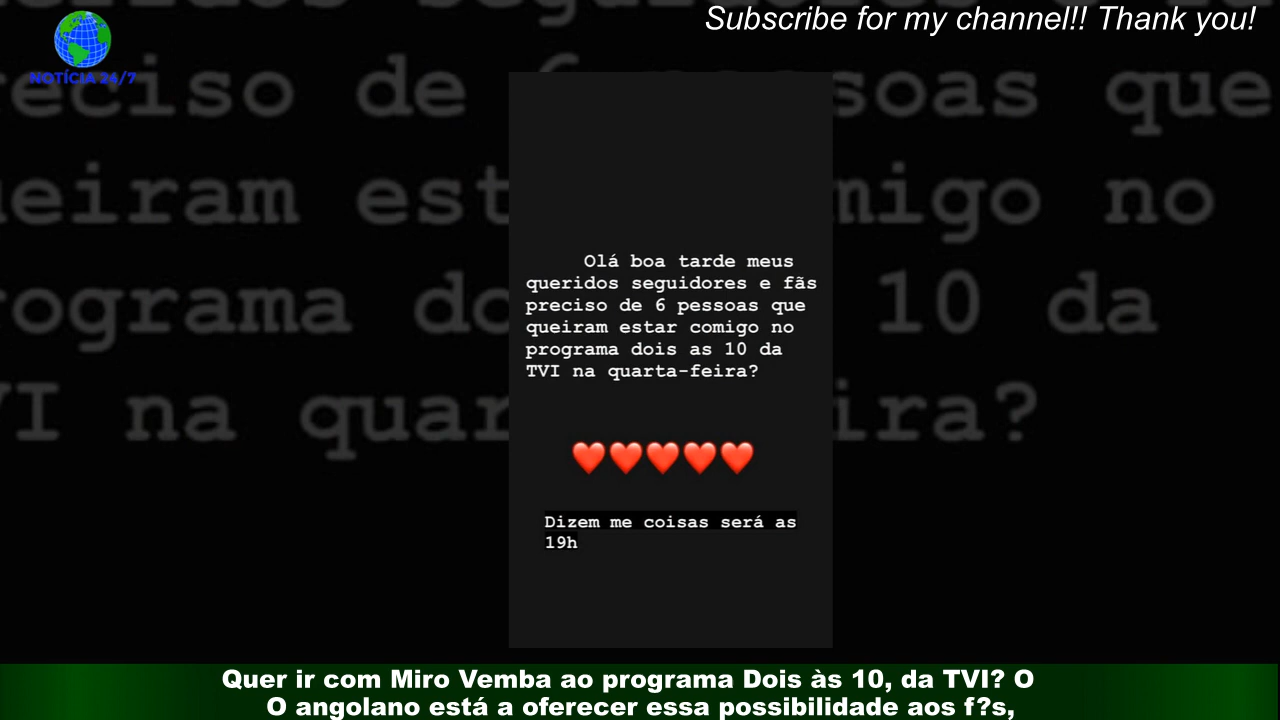 Subscribe for my channel!! Thank you!
NOTÍCIA 24/7
Olá boa tarde meus
queridos seguidores e fãs
preciso de 6 pessoas que
queiram estar comigo no
programa dois as 10 da
TVI na quarta-feira?
❤️❤️❤️❤️❤️
Dizem me coisas será as
19h
Quer ir com Miro Vemba ao programa Dois às 10, da TVI? O
O angolano está a oferecer essa possibilidade aos f?s,